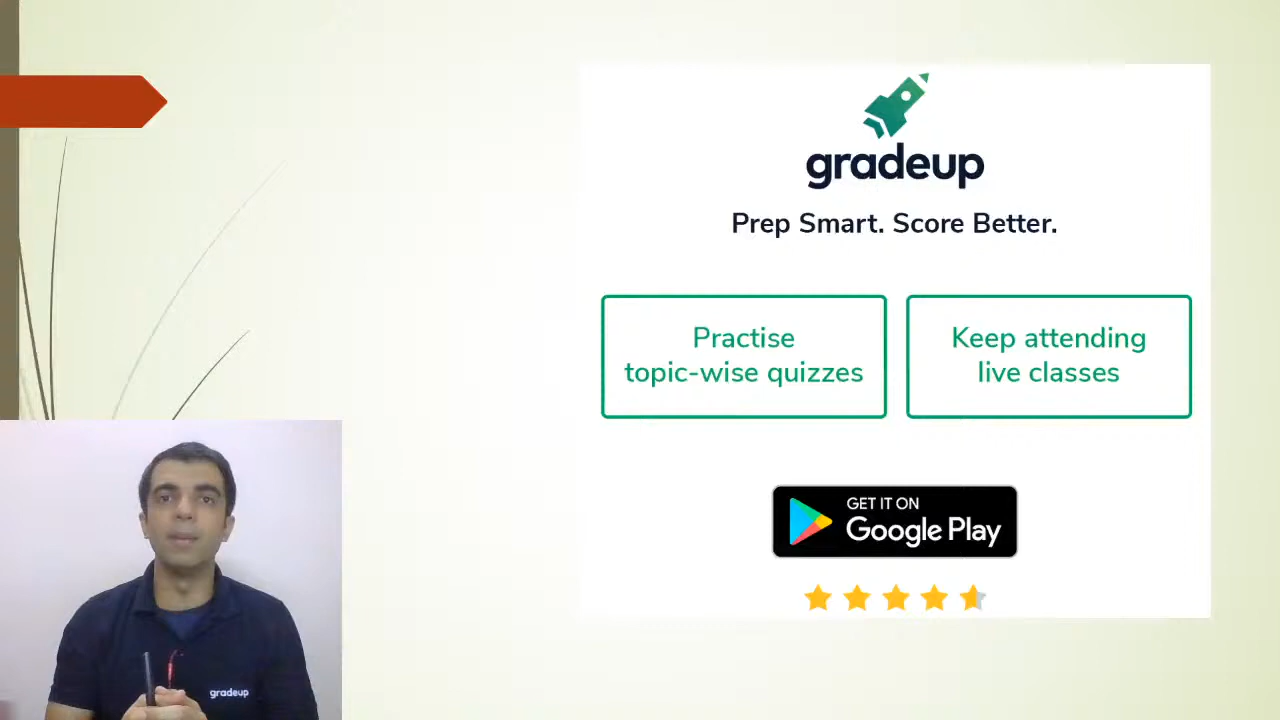 gradeup
Prep Smart. Score Better.
Practise
topic-wise quizzes
Keep attending
live classes
GET IT ON
Google Play
gradeup